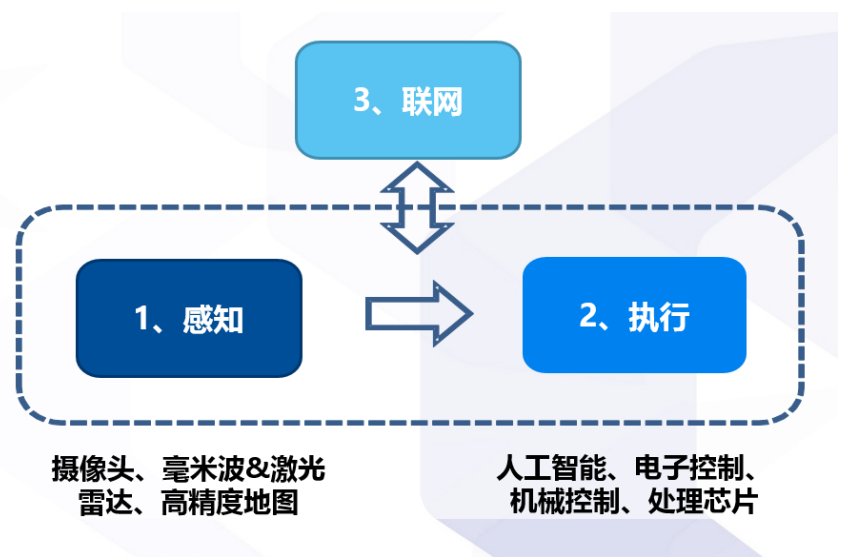 3、联网
1、感知
2、执行
摄像头、毫米波&激光
雷达、高精度地图
人工智能、电子控制、
机械控制、处理芯片